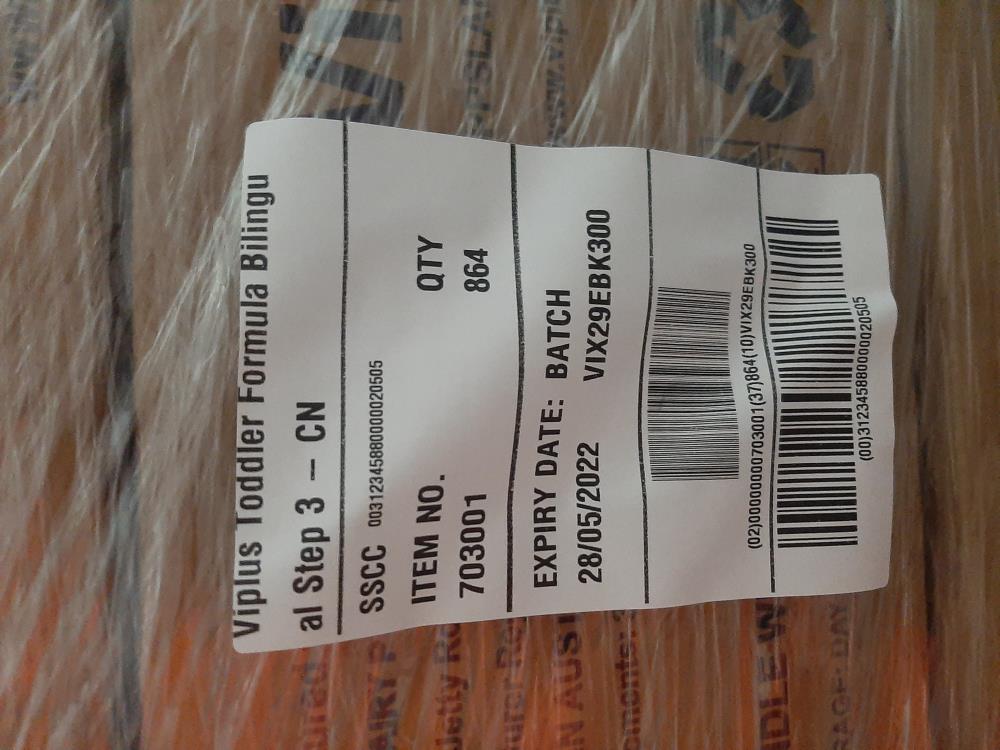 Viplus Toddler Formula Bilingu
al Step 3 – CN
SSCC 00312345880000020505
ITEM NO. QTY
703001 864
EXPIRY DATE: BATCH
28/05/2022 VIX29EBK300
(02)00000000703001(37)864(10)VIX29EBK300
(00)312345880000020505